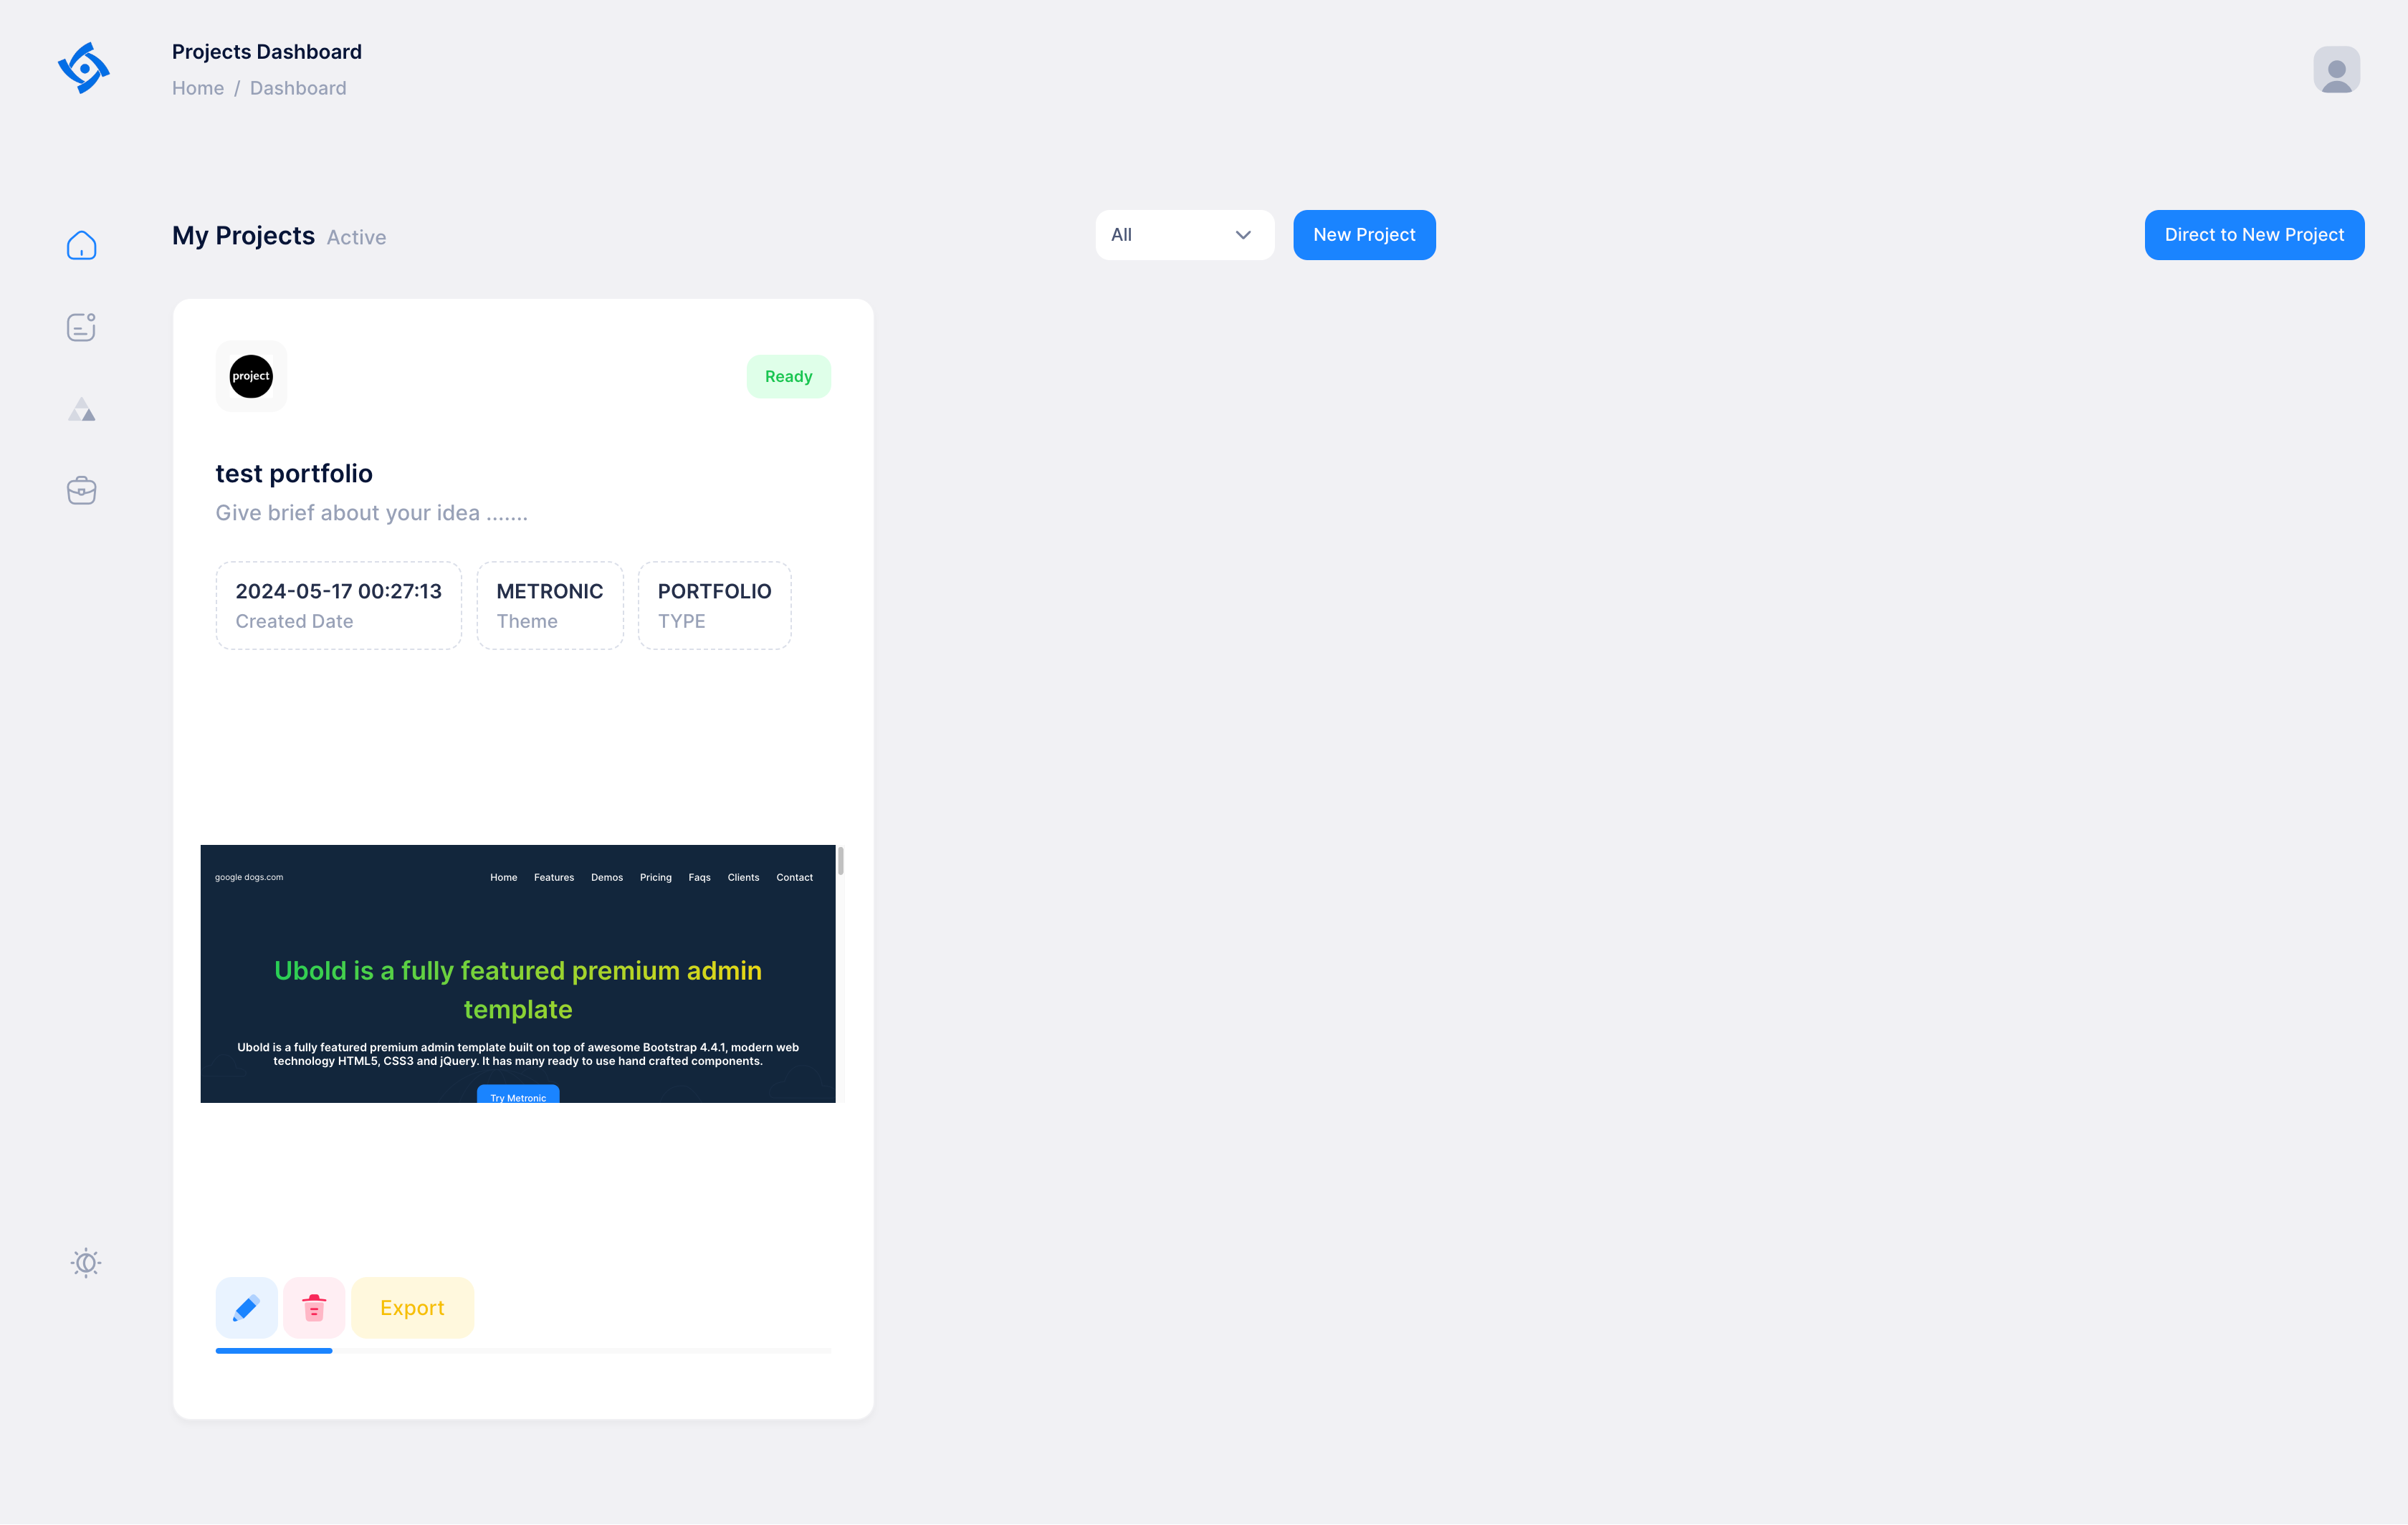 Projects Dashboard
Home / Dashboard
My Projects Active
All
New Project
Direct to New Project
project
Ready
test portfolio
Give brief about your idea .......
2024-05-17 00:27:13
Created Date
METRONIC
Theme
PORTFOLIO
TYPE
google dogs.com
Home Features Demos Pricing Faqs Clients Contact
Ubold is a fully featured premium admin
template
Ubold is a fully featured premium admin template built on top of awesome Bootstrap 4.4.1, modern web
technology HTML5, CSS3 and jQuery. It has many ready to use hand crafted components.
Try Metronic
Export